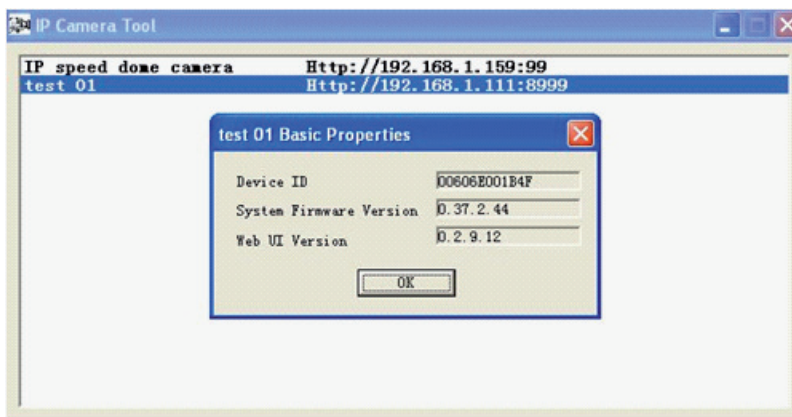 IP Camera Tool
IP speed dome camera Http://192.168.1.159:99
test 01 Http://192.168.1.111:8999
test 01 Basic Properties
Device ID 00606E001B4F
System Firmware Version 0.37.2.44
Web UI Version 0.2.9.12
OK